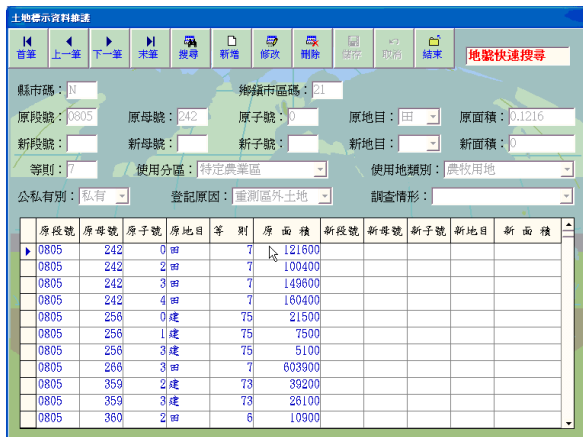 土地標示資料維護
首筆 上一筆 下一筆 末筆 搜尋 新增 修改 刪除 儲存 取消 結束 地號快速搜尋
縣市碼：N 鄉鎮市區碼：21
原段號：0805 原母號：242 原子號：0 原地目：田 原面積：0.1216
新段號： 新母號： 新子號： 新地目： 新面積：0
等則：7 使用分區：特定農業區 使用地類別：農牧用地
公私有別：私有 登記原因：重測區外土地 調查情形：
原段號 原母號 原子號 原地目 等 則 原 面 積 新段號 新母號 新子號 新地目 新 面 積
0805 242 0 田 7 121600
0805 242 2 田 7 100400
0805 242 3 田 7 149600
0805 242 4 田 7 160400
0805 256 0 建 75 21500
0805 256 1 建 75 7500
0805 256 3 建 75 5100
0805 266 3 田 7 603900
0805 359 2 建 73 39200
0805 359 3 建 73 26100
0805 360 2 田 6 10900